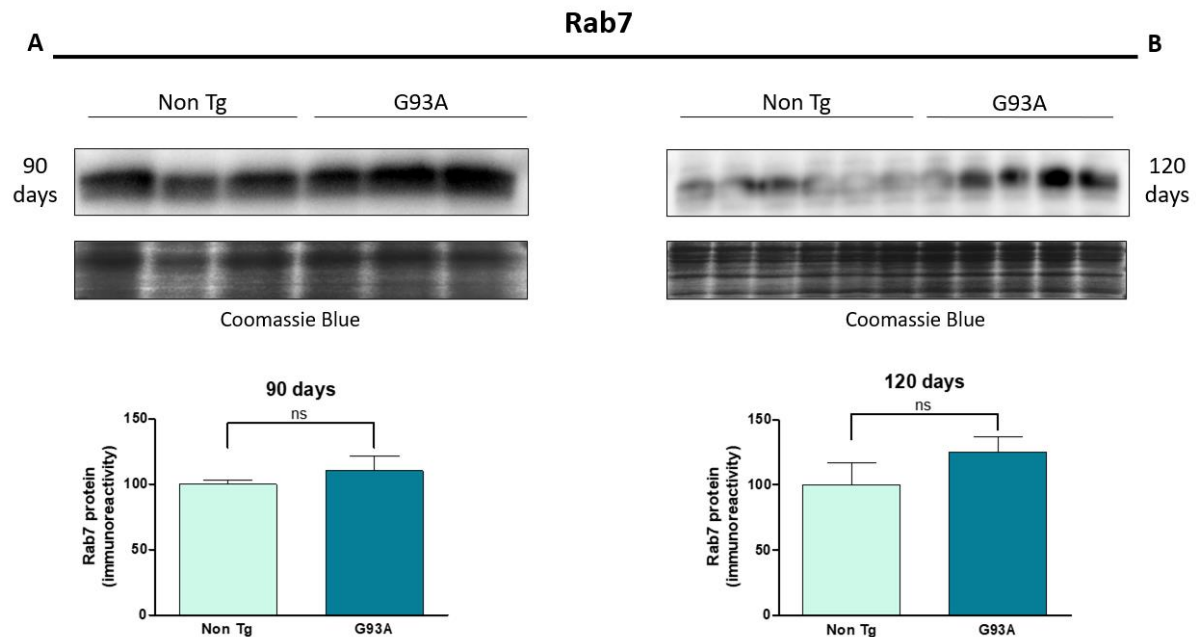 Rab7
A
B
Non Tg
G93A
90
days
Coomassie Blue
Non Tg
G93A
120
days
Coomassie Blue
90 days
ns
150
100
50
0
Rab7 protein
(immunoreactivity)
Non Tg
G93A
120 days
ns
150
100
50
0
Rab7 protein
(immunoreactivity)
Non Tg
G93A